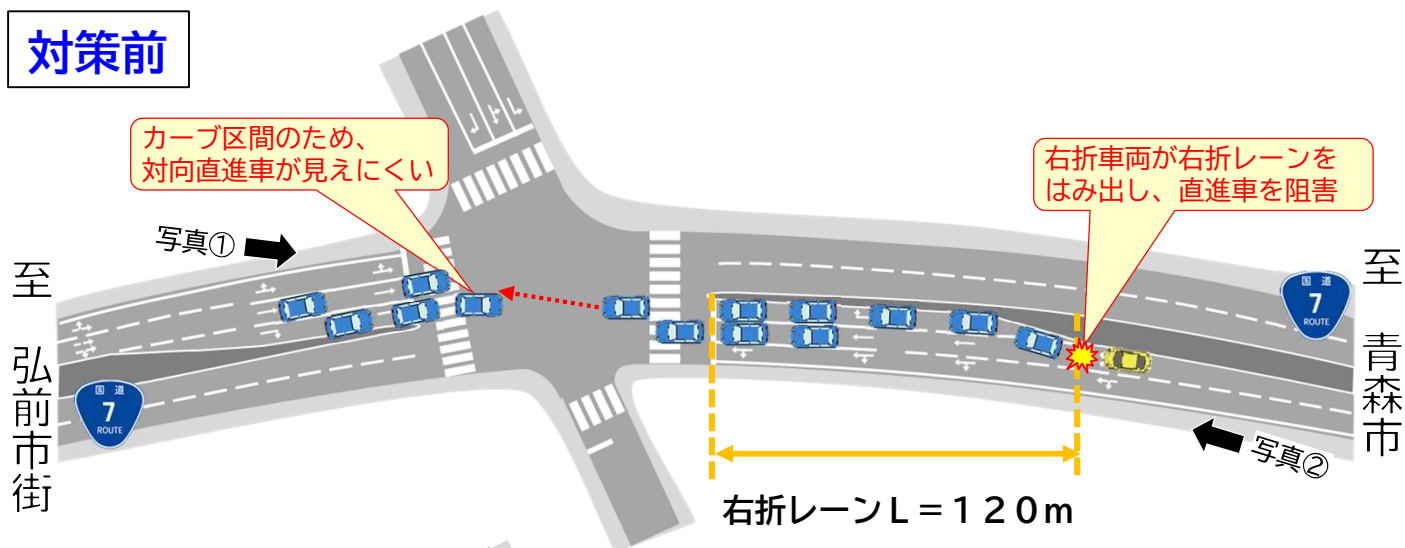 対策前
カーブ区間のため、
対向直進車が見えにくい
右折車両が右折レーンを
はみ出し、直進車を阻害
写真①
至 弘前市街
国道
7
ROUTE
国道
7
ROUTE
至 青森市
写真②
右折レーンL=120m